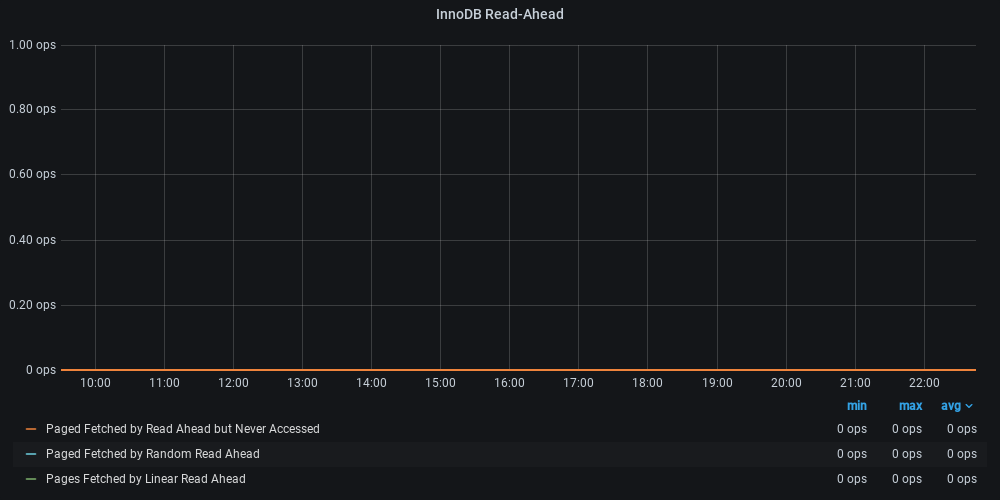 InnoDB Read-Ahead
1.00 ops
0.80 ops
0.60 ops
0.40 ops
0.20 ops
0 ops
10:00 11:00 12:00 13:00 14:00 15:00 16:00 17:00 18:00 19:00 20:00 21:00 22:00
min max avg
Paged Fetched by Read Ahead but Never Accessed 0 ops 0 ops 0 ops
Paged Fetched by Random Read Ahead 0 ops 0 ops 0 ops
Pages Fetched by Linear Read Ahead 0 ops 0 ops 0 ops